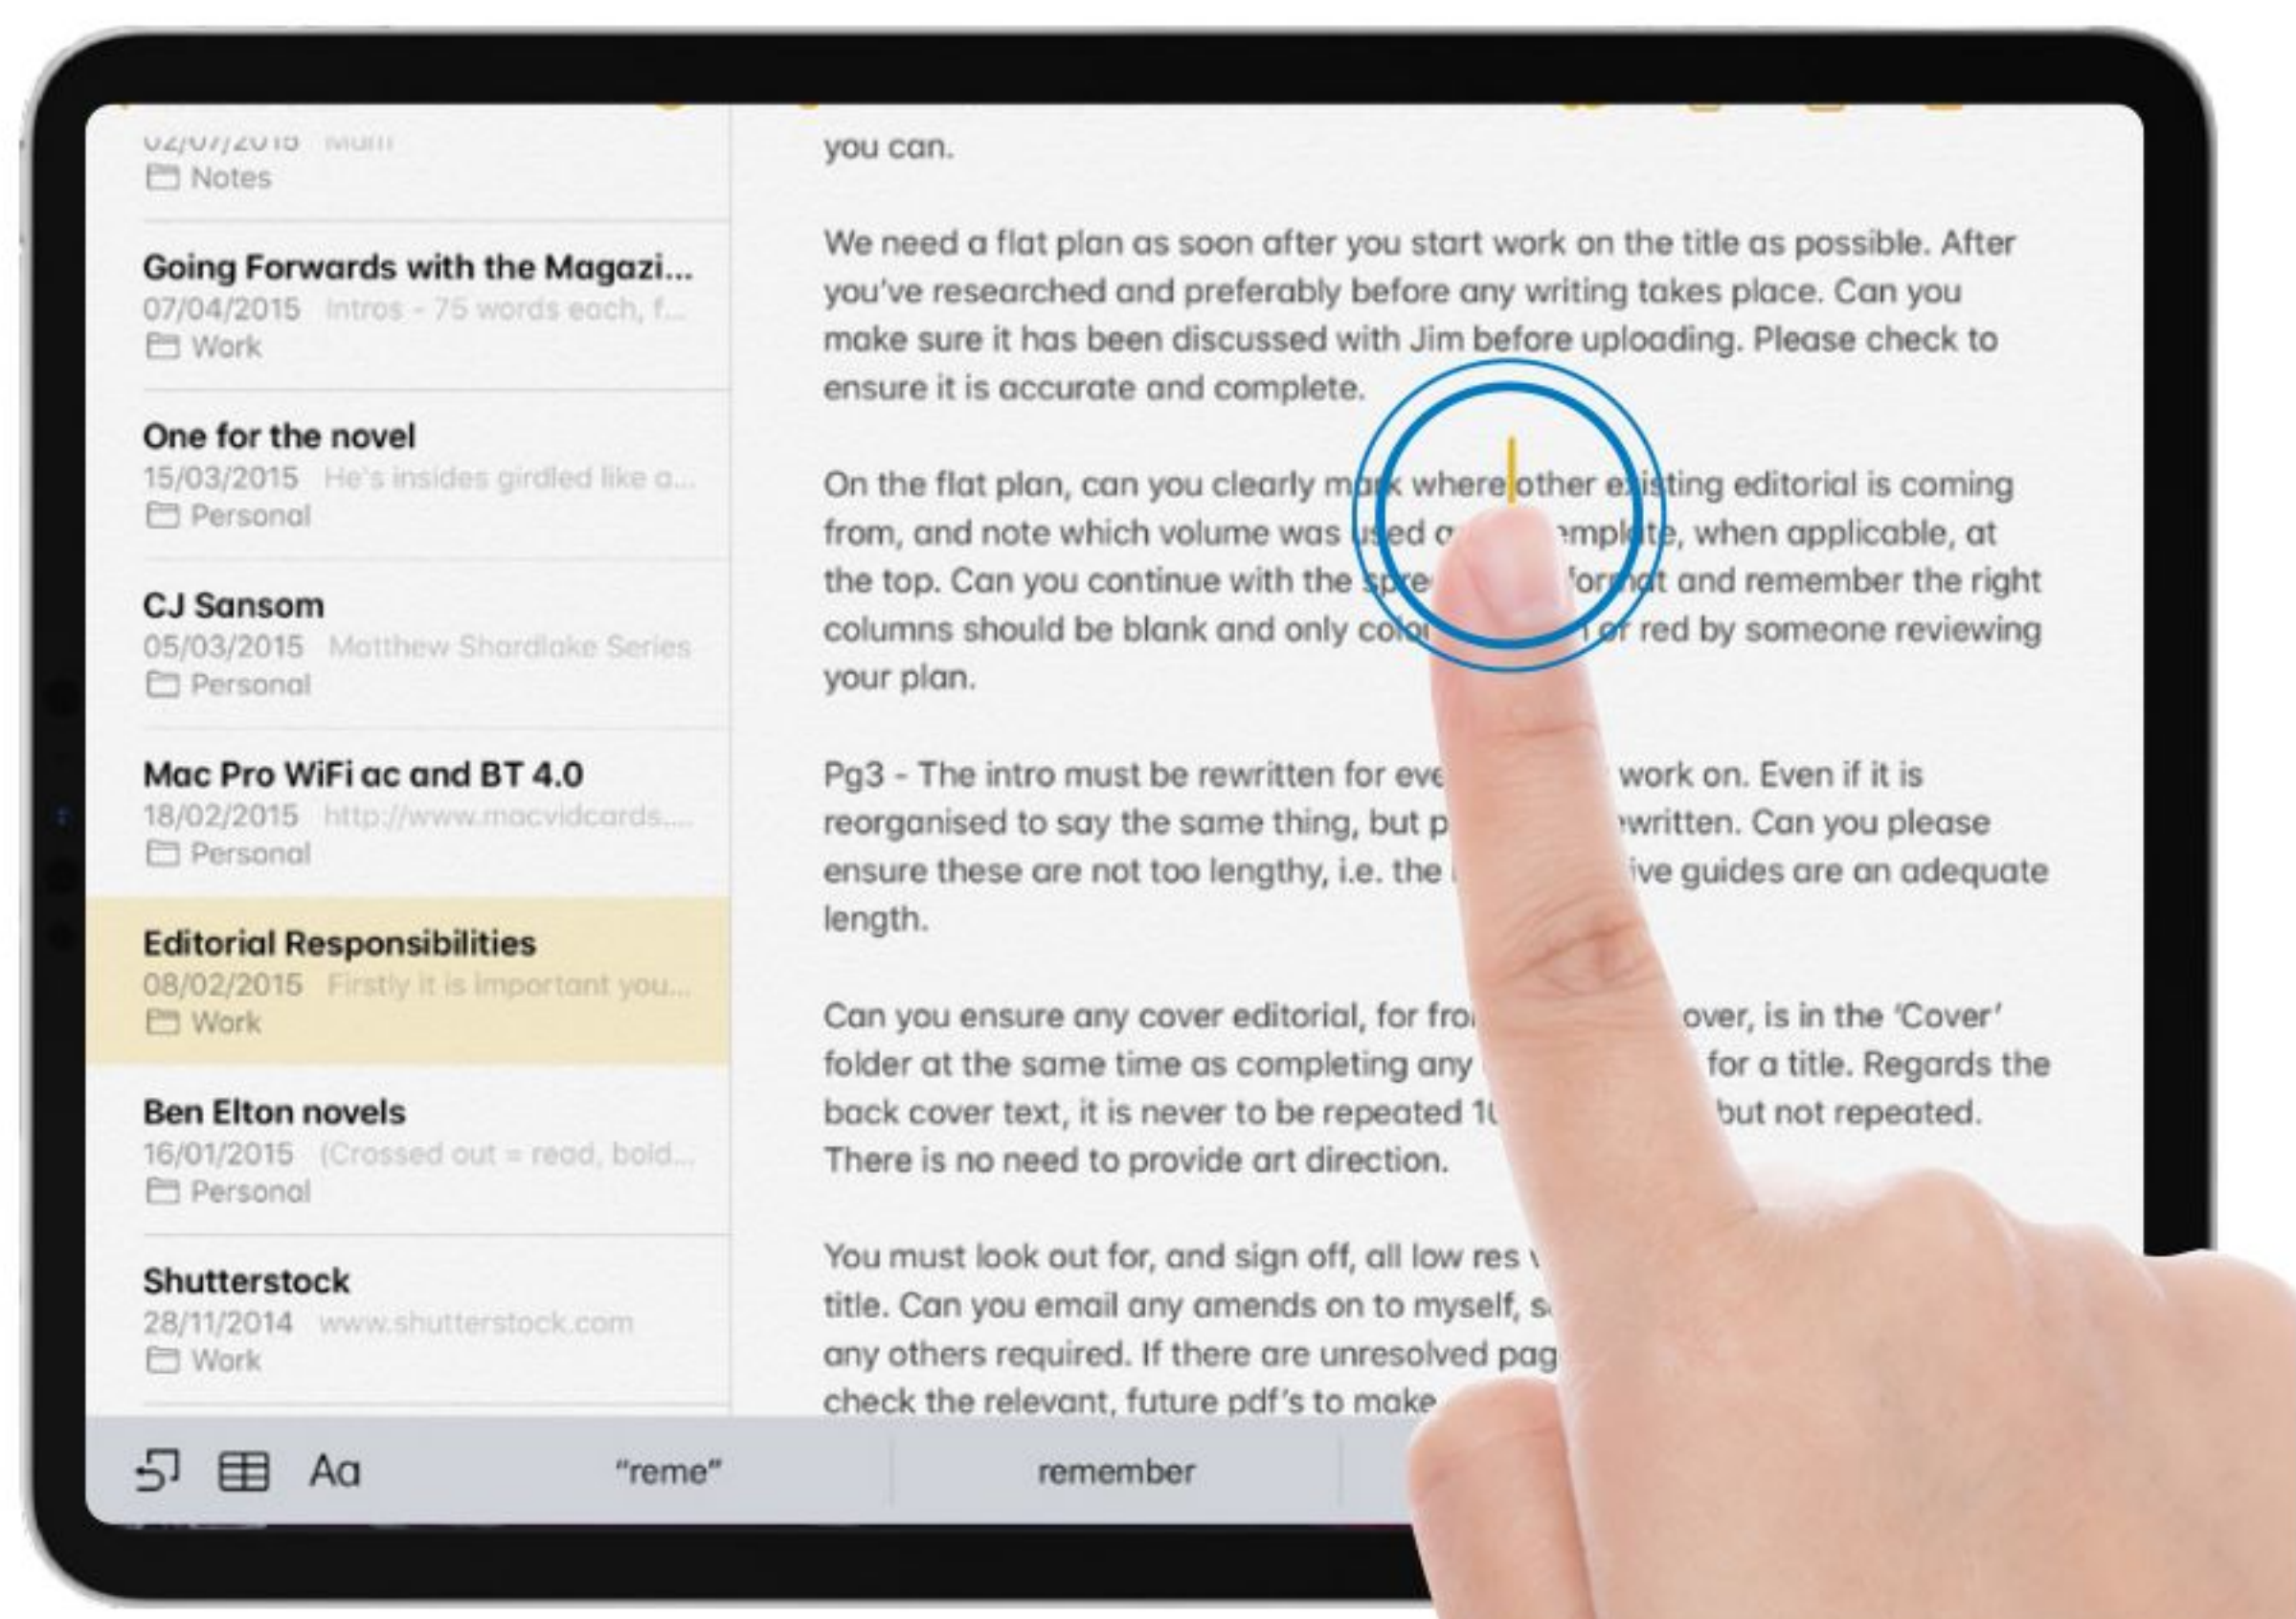 02/07/2015 Mum
Notes
Going Forwards with the Magazi...
07/04/2015 Intros - 75 words each, f...
Work
One for the novel
15/03/2015 He's insides girdled like a...
Personal
CJ Sansom
05/03/2015 Matthew Shardlake Series
Personal
Mac Pro WiFi ac and BT 4.0
18/02/2015 http://www.macvidcards....
Personal
Editorial Responsibilities
08/02/2015 Firstly it is important you...
Work
Ben Elton novels
16/01/2015 (Crossed out = read, bold...
Personal
Shutterstock
28/11/2014 www.shutterstock.com
Work
you can.
We need a flat plan as soon after you start work on the title as possible. After
you've researched and preferably before any writing takes place. Can you
make sure it has been discussed with Jim before uploading. Please check to
ensure it is accurate and complete.
On the flat plan, can you clearly mark where other existing editorial is coming
from, and note which volume was used emplate, when applicable, at
the top. Can you continue with the spre format and remember the right
columns should be blank and only colou or red by someone reviewing
your plan.
Pg3 - The intro must be rewritten for eve work on. Even if it is
reorganised to say the same thing, but p written. Can you please
ensure these are not too lengthy, i.e. the ive guides are an adequate
length.
Can you ensure any cover editorial, for fro over, is in the 'Cover'
folder at the same time as completing any for a title. Regards the
back cover text, it is never to be repeated 10 but not repeated.
There is no need to provide art direction.
You must look out for, and sign off, all low res
title. Can you email any amends on to myself, s
any others required. If there are unresolved pag
check the relevant, future pdf's to make
Aa "reme" remember